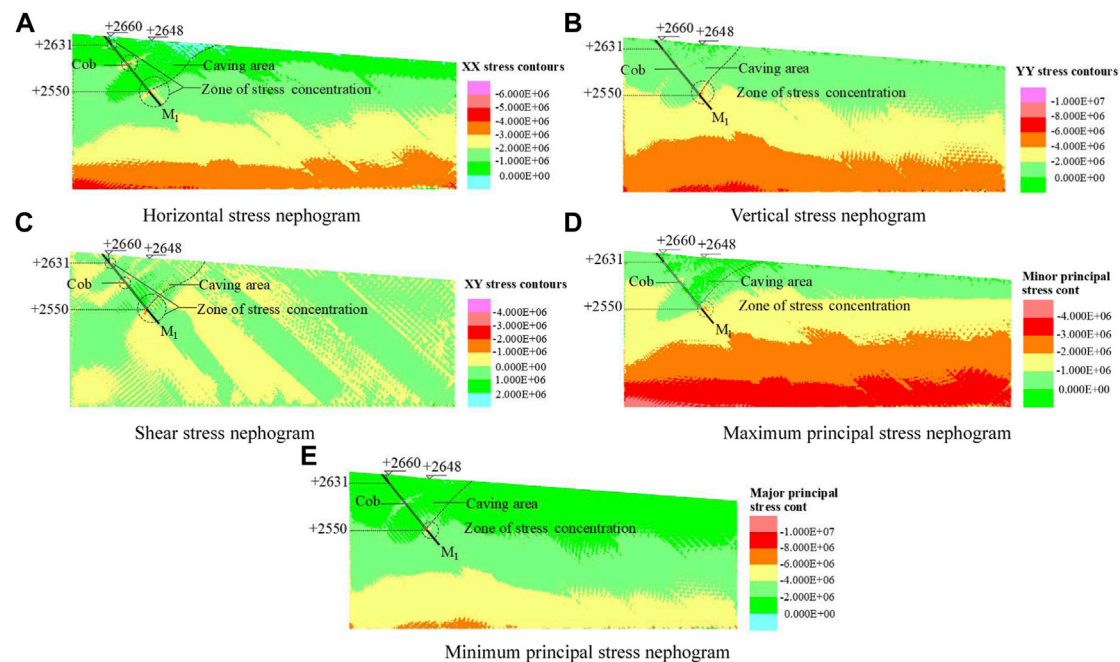 A
+2660
+2648
+2631
Cob
Caving area
Zone of stress concentration
+2550
M1
XX stress contours
-6.000E+06
-5.000E+06
-4.000E+06
-3.000E+06
-2.000E+06
-1.000E+06
0.000E+00
Horizontal stress nephogram
B
+2660
+2648
+2631
Cob
Caving area
Zone of stress concentration
+2550
M1
YY stress contours
-1.000E+07
-8.000E+06
-6.000E+06
-4.000E+06
-2.000E+06
0.000E+00
Vertical stress nephogram
C
+2660
+2648
+2631
Cob
Caving area
Zone of stress concentration
+2550
M1
XY stress contours
-4.000E+06
-3.000E+06
-2.000E+06
-1.000E+06
0.000E+00
1.000E+06
2.000E+06
Shear stress nephogram
D
+2660
+2648
+2631
Cob
Caving area
Zone of stress concentration
+2550
M1
Minor principal
stress cont
-4.000E+06
-3.000E+06
-2.000E+06
-1.000E+06
0.000E+00
Maximum principal stress nephogram
E
+2660
+2648
+2631
Cob
Caving area
Zone of stress concentration
+2550
M1
Major principal
stress cont
-1.000E+07
-8.000E+06
-6.000E+06
-4.000E+06
-2.000E+06
0.000E+00
Minimum principal stress nephogram